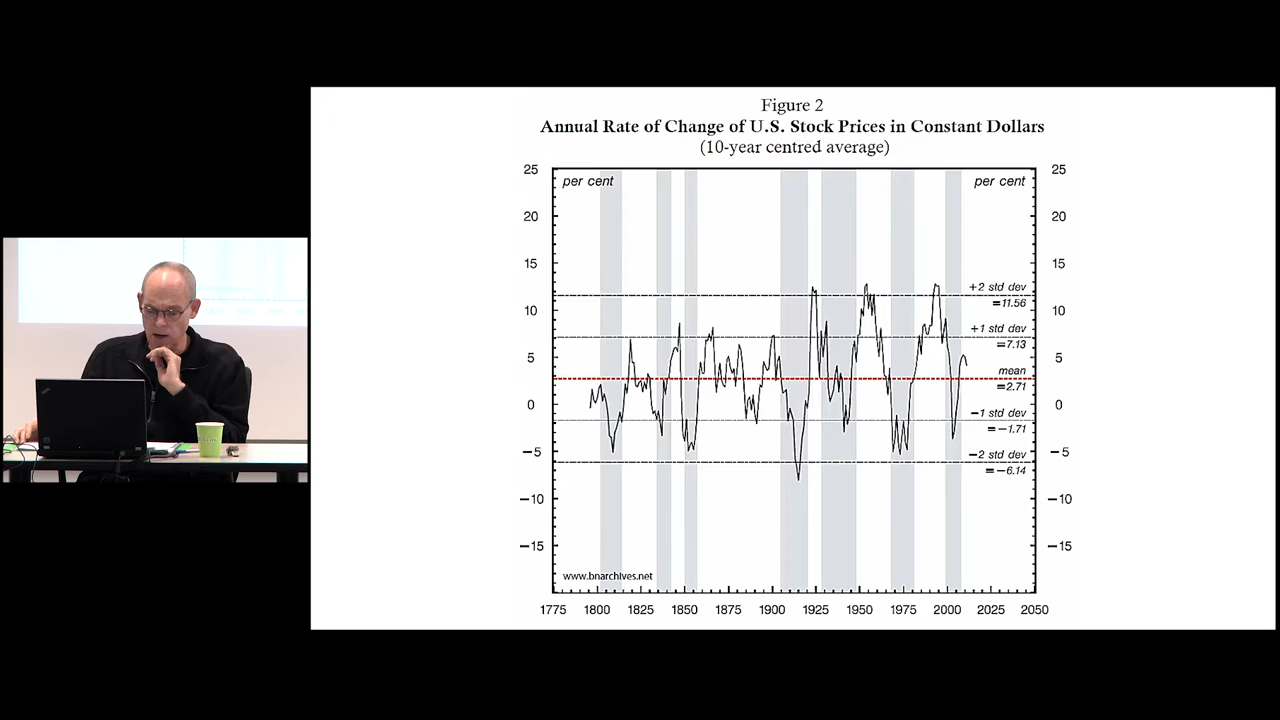 Figure 2
Annual Rate of Change of U.S. Stock Prices in Constant Dollars
(10-year centred average)
25
per cent
per cent
25
20
20
15
15
+2 std dev
10
=11.56
10
+1 std dev
=7.13
5
5
mean
=2.71
0
0
−1 std dev
=−1.71
−5
−2 std dev
−5
=−6.14
−10
−10
−15
−15
www.bnarchives.net
1775 1800 1825 1850 1875 1900 1925 1950 1975 2000 2025 2050